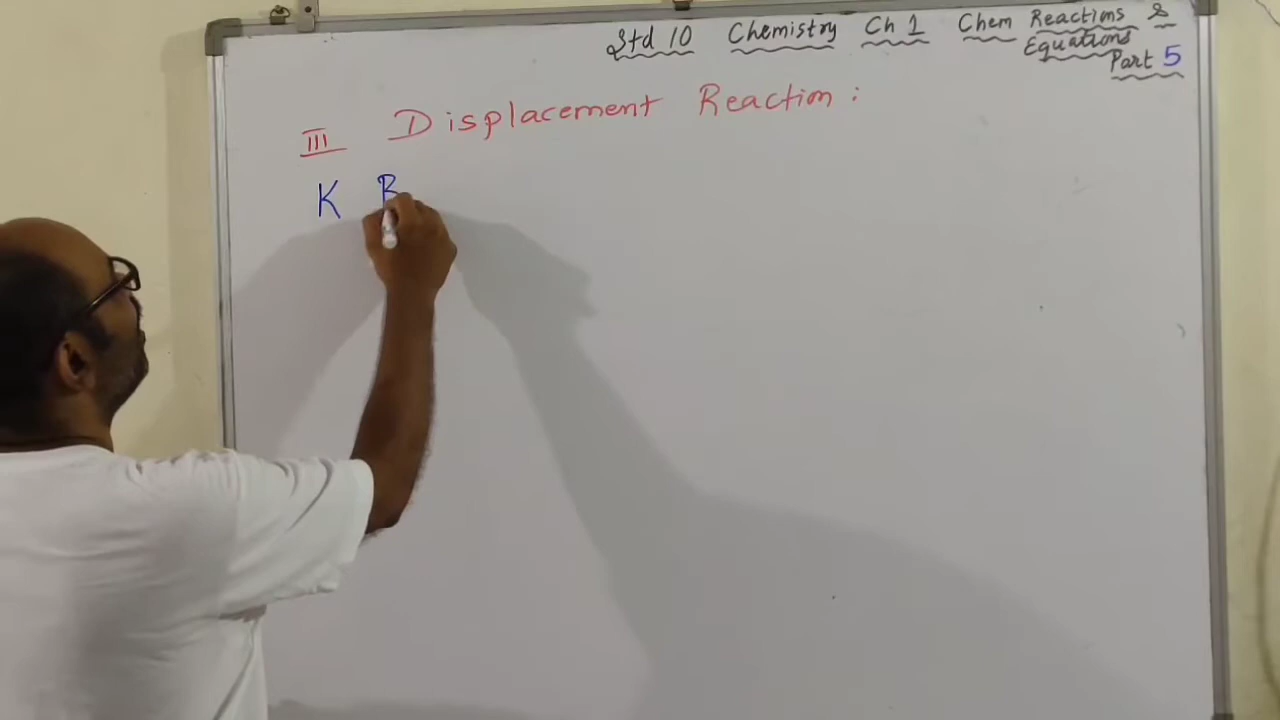 Std 10 Chemistry Ch 1 Chem Reactions &
Equations
Part 5
III Displacement Reaction :
K B